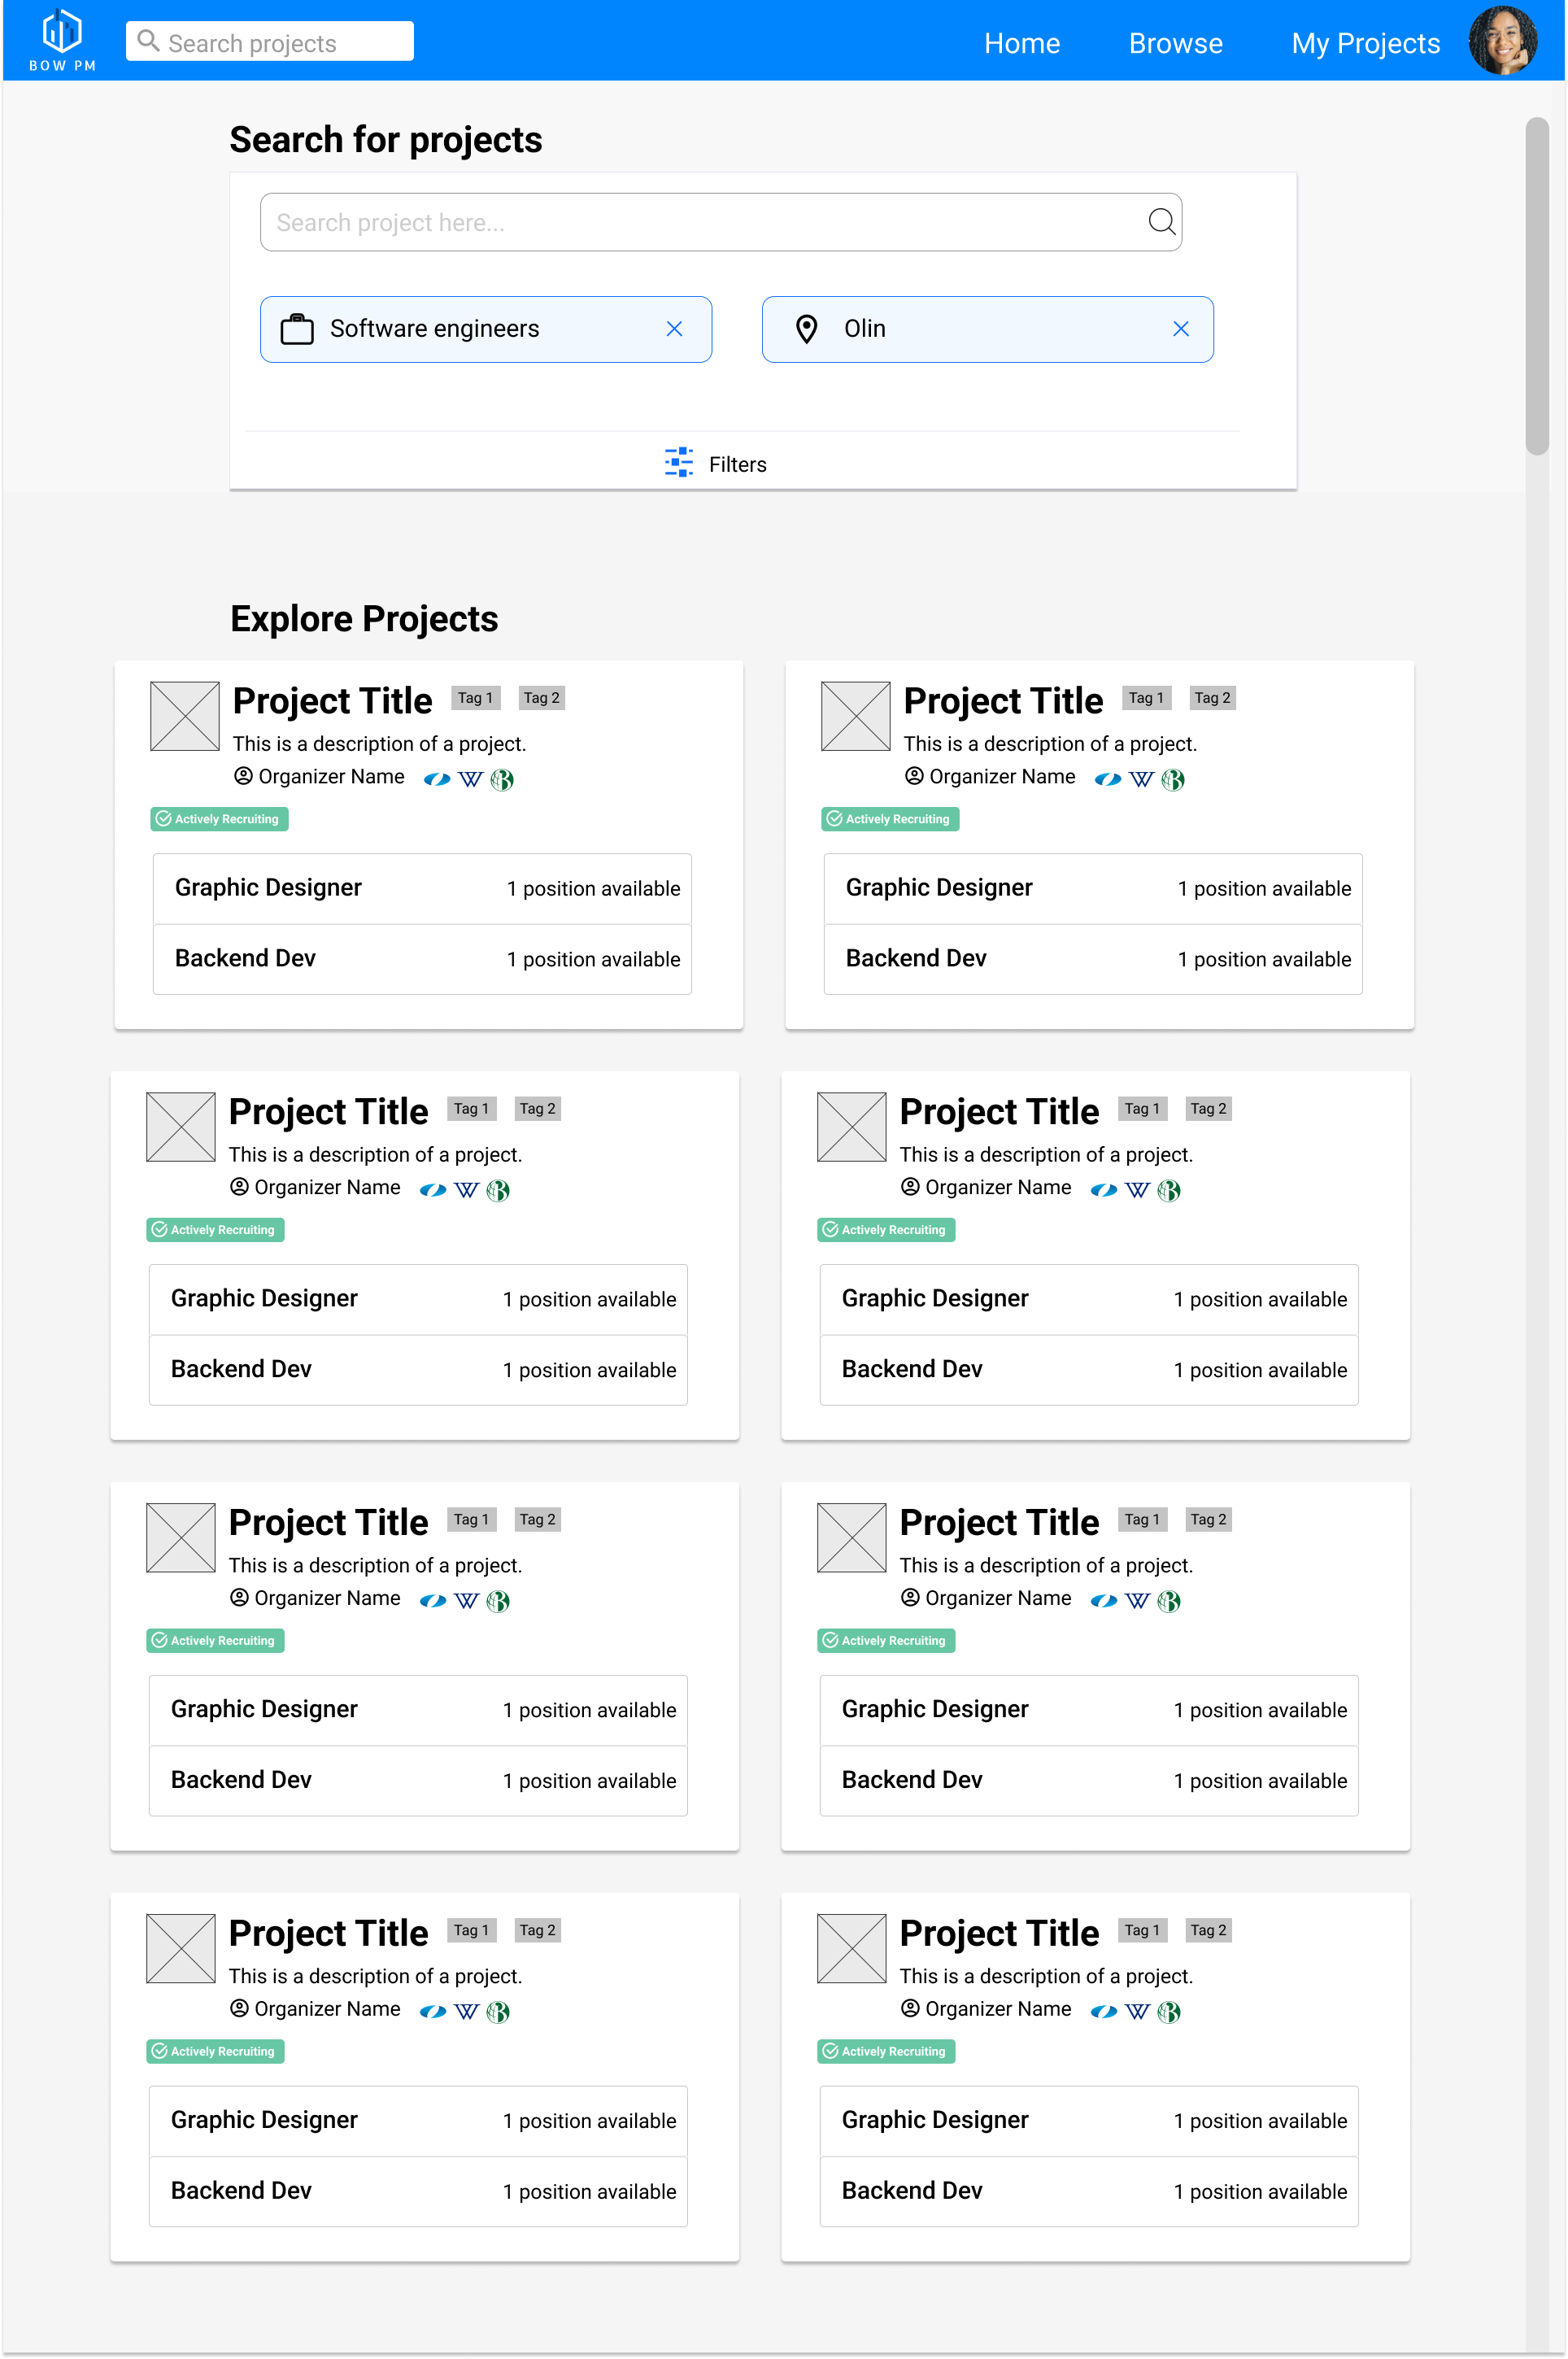 BOW PM
Search projects
Home Browse My Projects
Search for projects
Search project here...
Software engineers
Olin
Filters
Explore Projects
Project Title Tag 1 Tag 2
This is a description of a project.
Organizer Name
Actively Recruiting
Graphic Designer 1 position available
Backend Dev 1 position available
Project Title Tag 1 Tag 2
This is a description of a project.
Organizer Name
Actively Recruiting
Graphic Designer 1 position available
Backend Dev 1 position available
Project Title Tag 1 Tag 2
This is a description of a project.
Organizer Name
Actively Recruiting
Graphic Designer 1 position available
Backend Dev 1 position available
Project Title Tag 1 Tag 2
This is a description of a project.
Organizer Name
Actively Recruiting
Graphic Designer 1 position available
Backend Dev 1 position available
Project Title Tag 1 Tag 2
This is a description of a project.
Organizer Name
Actively Recruiting
Graphic Designer 1 position available
Backend Dev 1 position available
Project Title Tag 1 Tag 2
This is a description of a project.
Organizer Name
Actively Recruiting
Graphic Designer 1 position available
Backend Dev 1 position available
Project Title Tag 1 Tag 2
This is a description of a project.
Organizer Name
Actively Recruiting
Graphic Designer 1 position available
Backend Dev 1 position available
Project Title Tag 1 Tag 2
This is a description of a project.
Organizer Name
Actively Recruiting
Graphic Designer 1 position available
Backend Dev 1 position available